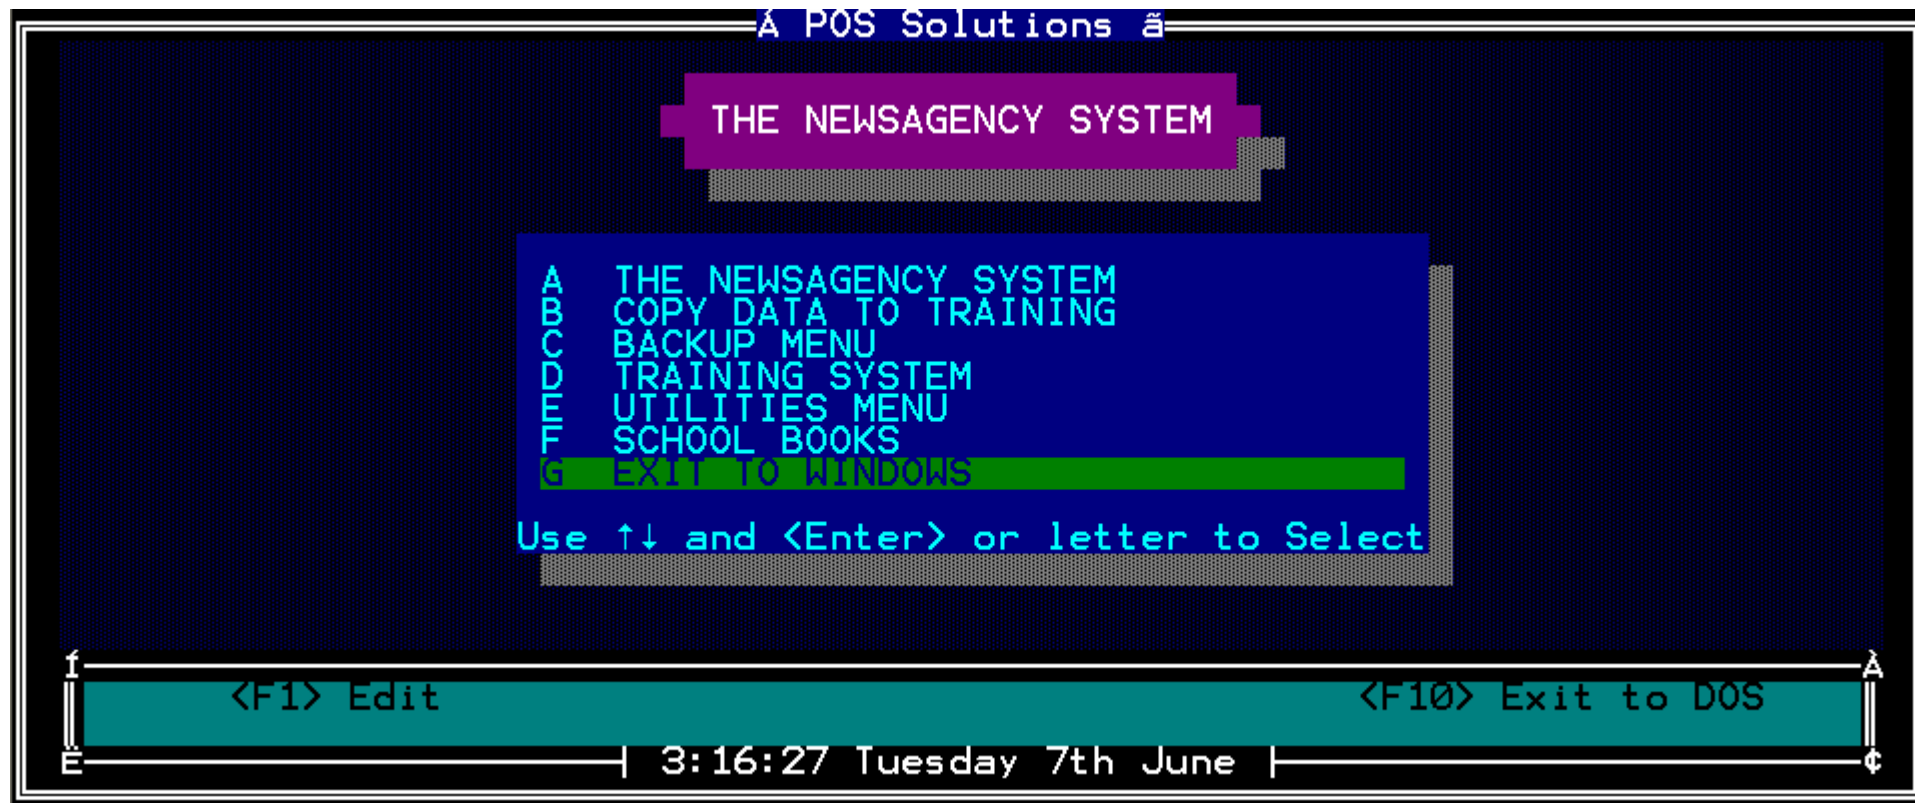 Á POS Solutions ã
THE NEWSAGENCY SYSTEM
A THE NEWSAGENCY SYSTEM
B COPY DATA TO TRAINING
C BACKUP MENU
D TRAINING SYSTEM
E UTILITIES MENU
F SCHOOL BOOKS
G EXIT TO WINDOWS
Use ↑↓ and <Enter> or letter to Select
í À
<F1> Edit <F10> Exit to DOS
È 3:16:27 Tuesday 7th June ¢